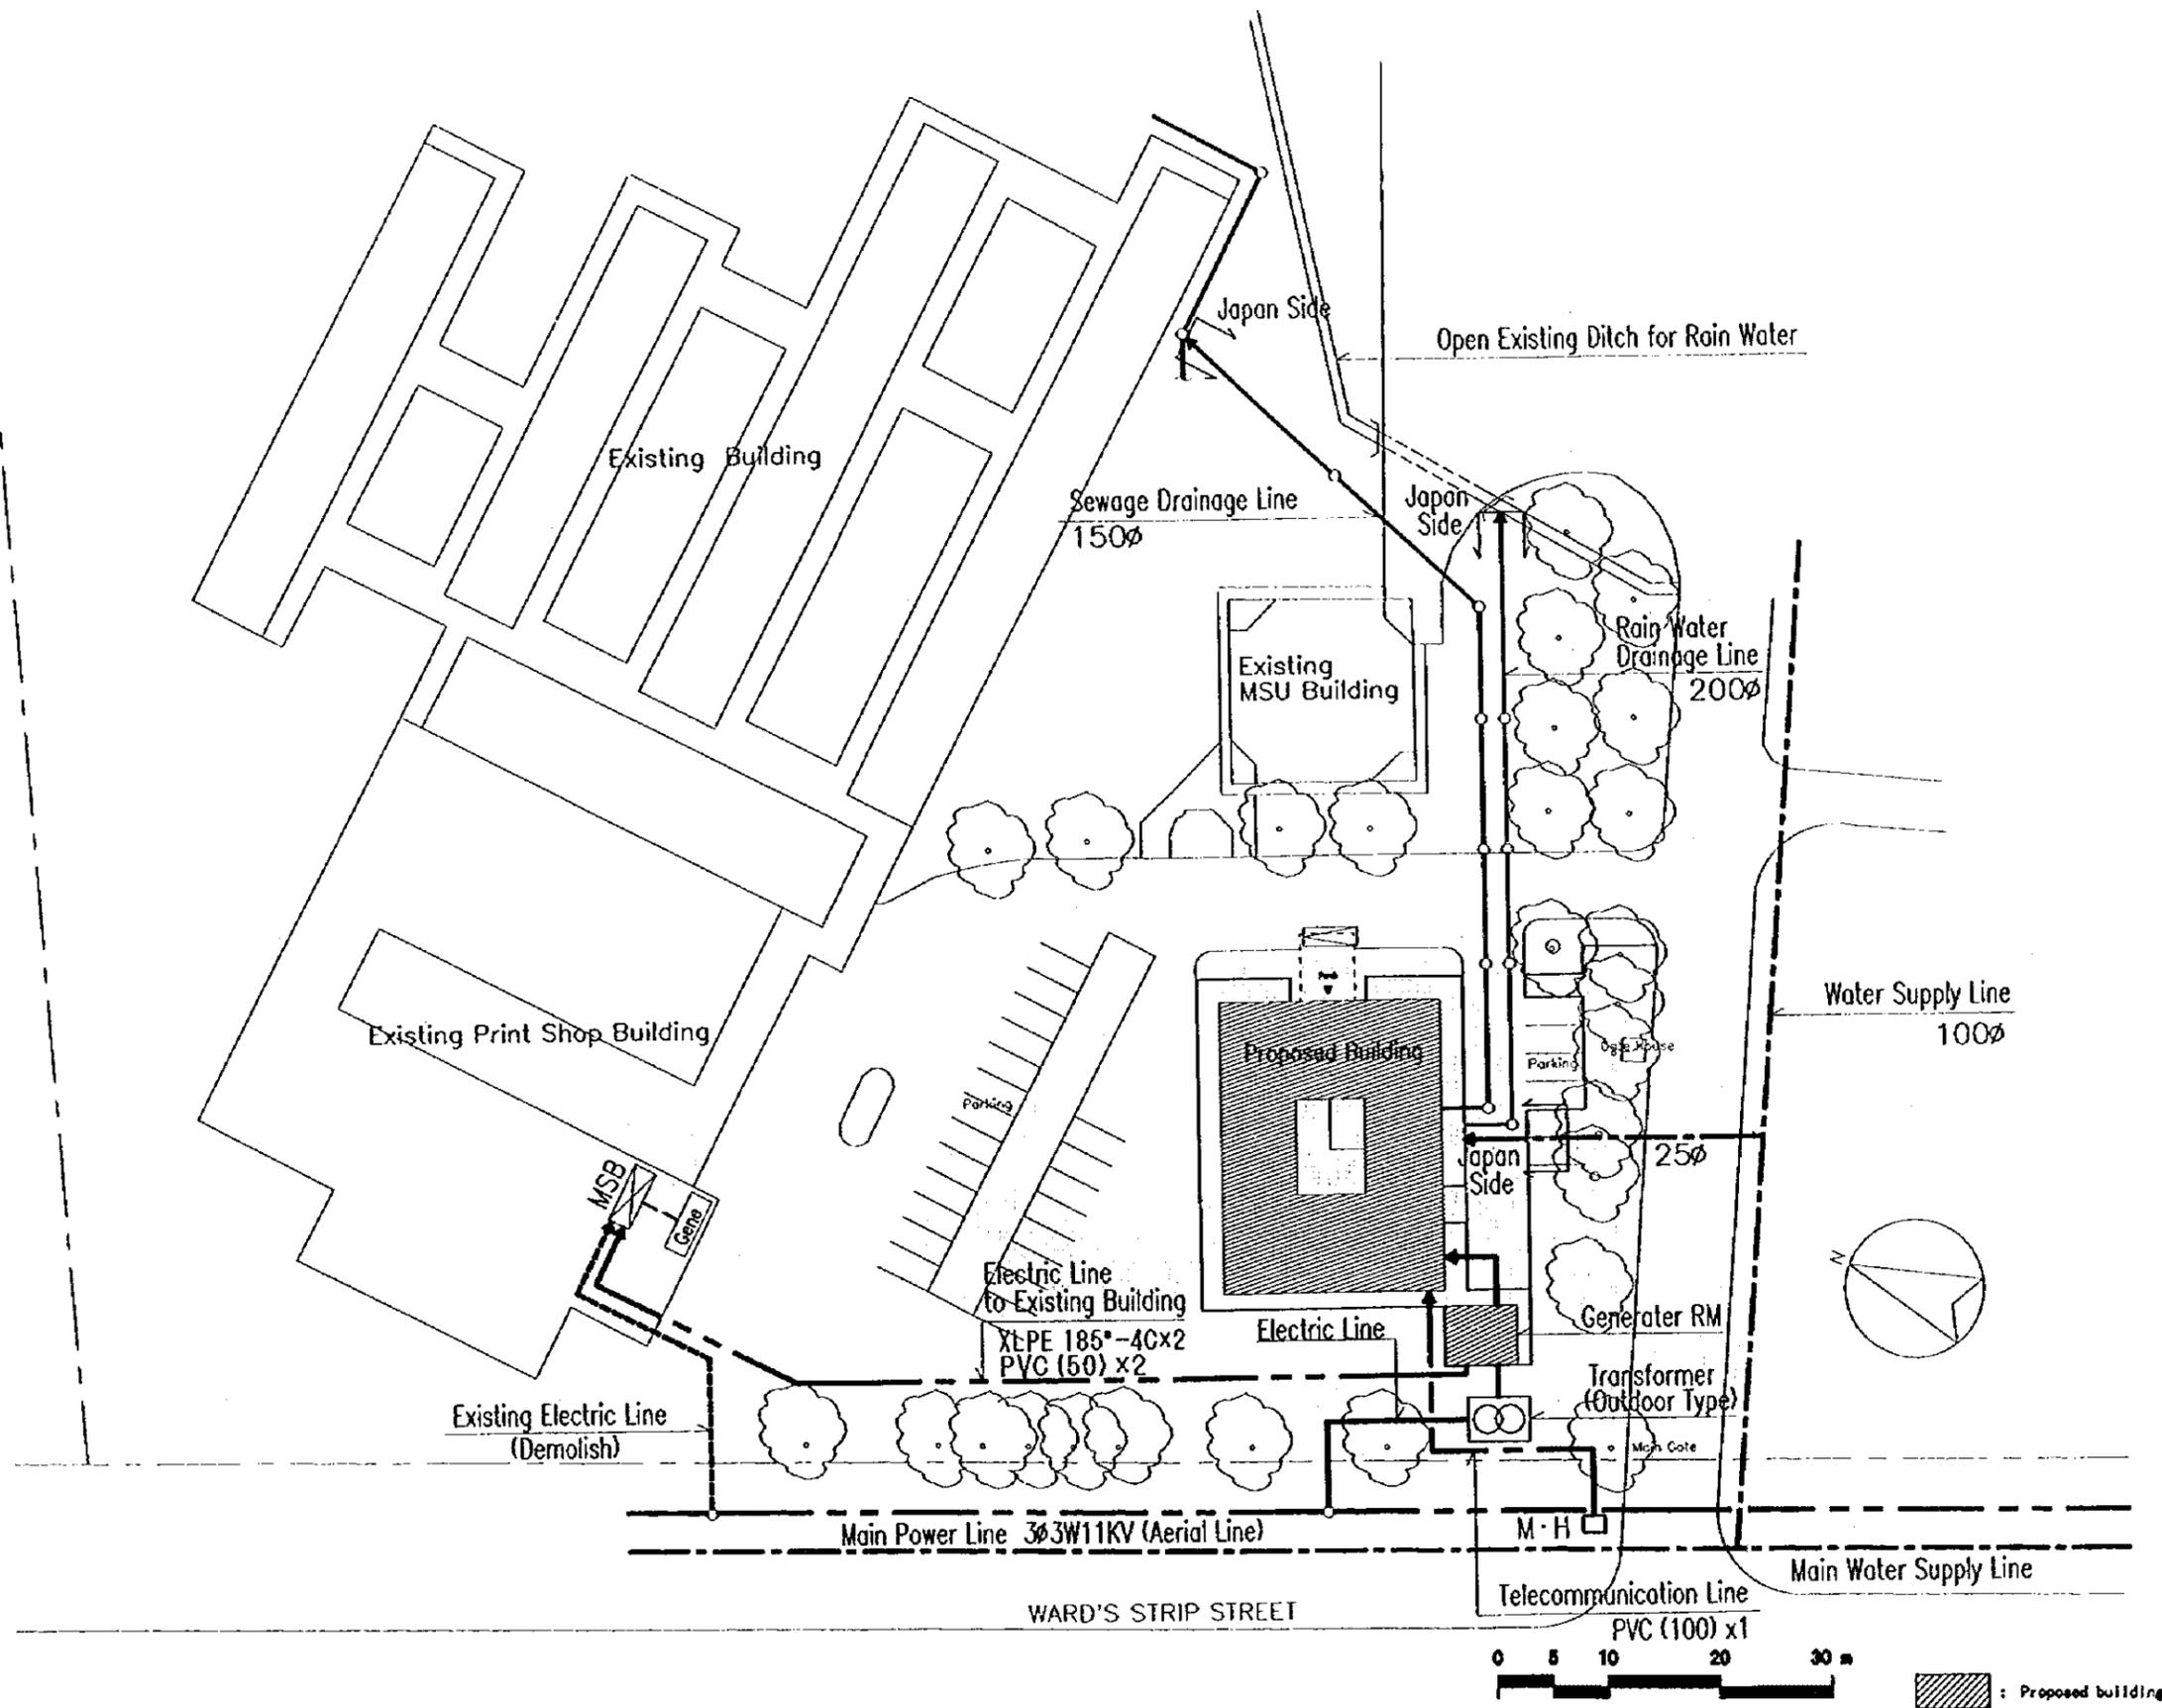 Japan Side
Open Existing Ditch for Rain Water
Existing Building
Sewage Drainage Line
150ø
Japan
Side
Existing
MSU Building
Rain Water
Drainage Line
200ø
Water Supply Line
100ø
Proposed Building
Existing Print Shop Building
Parking
Parking
25ø
Japan
Side
MSB
Gene
N
Electric Line
to Existing Building
XLPE 185°-4C×2
PVC (50) ×2
Electric Line
Generater RM
Transformer
(Outdoor Type)
Existing Electric Line
(Demolish)
Main Gate
Main Power Line 3ø3W11KV (Aerial Line)
M·H
Main Water Supply Line
Telecommunication Line
PVC (100) x1
WARD'S STRIP STREET
0 5 10 20 30 m
: Proposed building